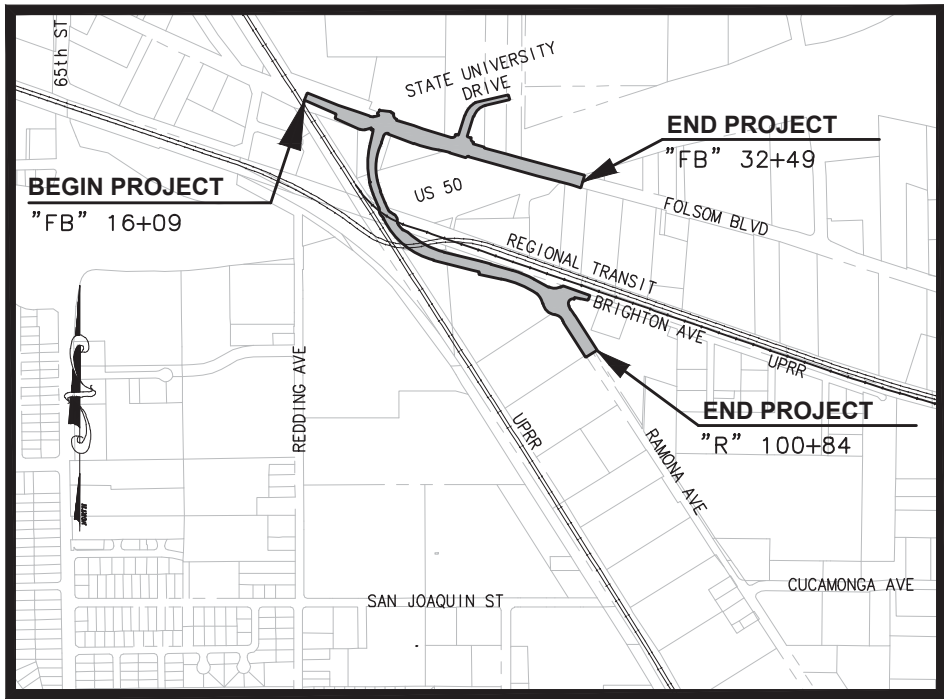 65th ST
STATE UNIVERSITY
DRIVE
END PROJECT
"FB" 32+49
BEGIN PROJECT
"FB" 16+09
US 50
FOLSOM BLVD
REGIONAL TRANSIT
BRIGHTON AVE
UPRR
REDDING AVE
END PROJECT
"R" 100+84
UPRR
RAMONA AVE
NORTH
CUCAMONGA AVE
SAN JOAQUIN ST